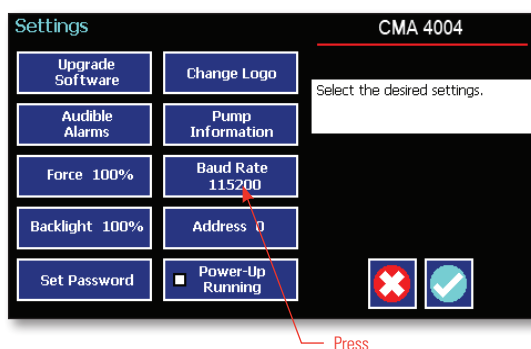 Settings
CMA 4004
Upgrade
Software
Change Logo
Select the desired settings.
Audible
Alarms
Pump
Information
Force 100%
Baud Rate
115200
Backlight 100%
Address 0
Set Password
Power-Up
Running
Press